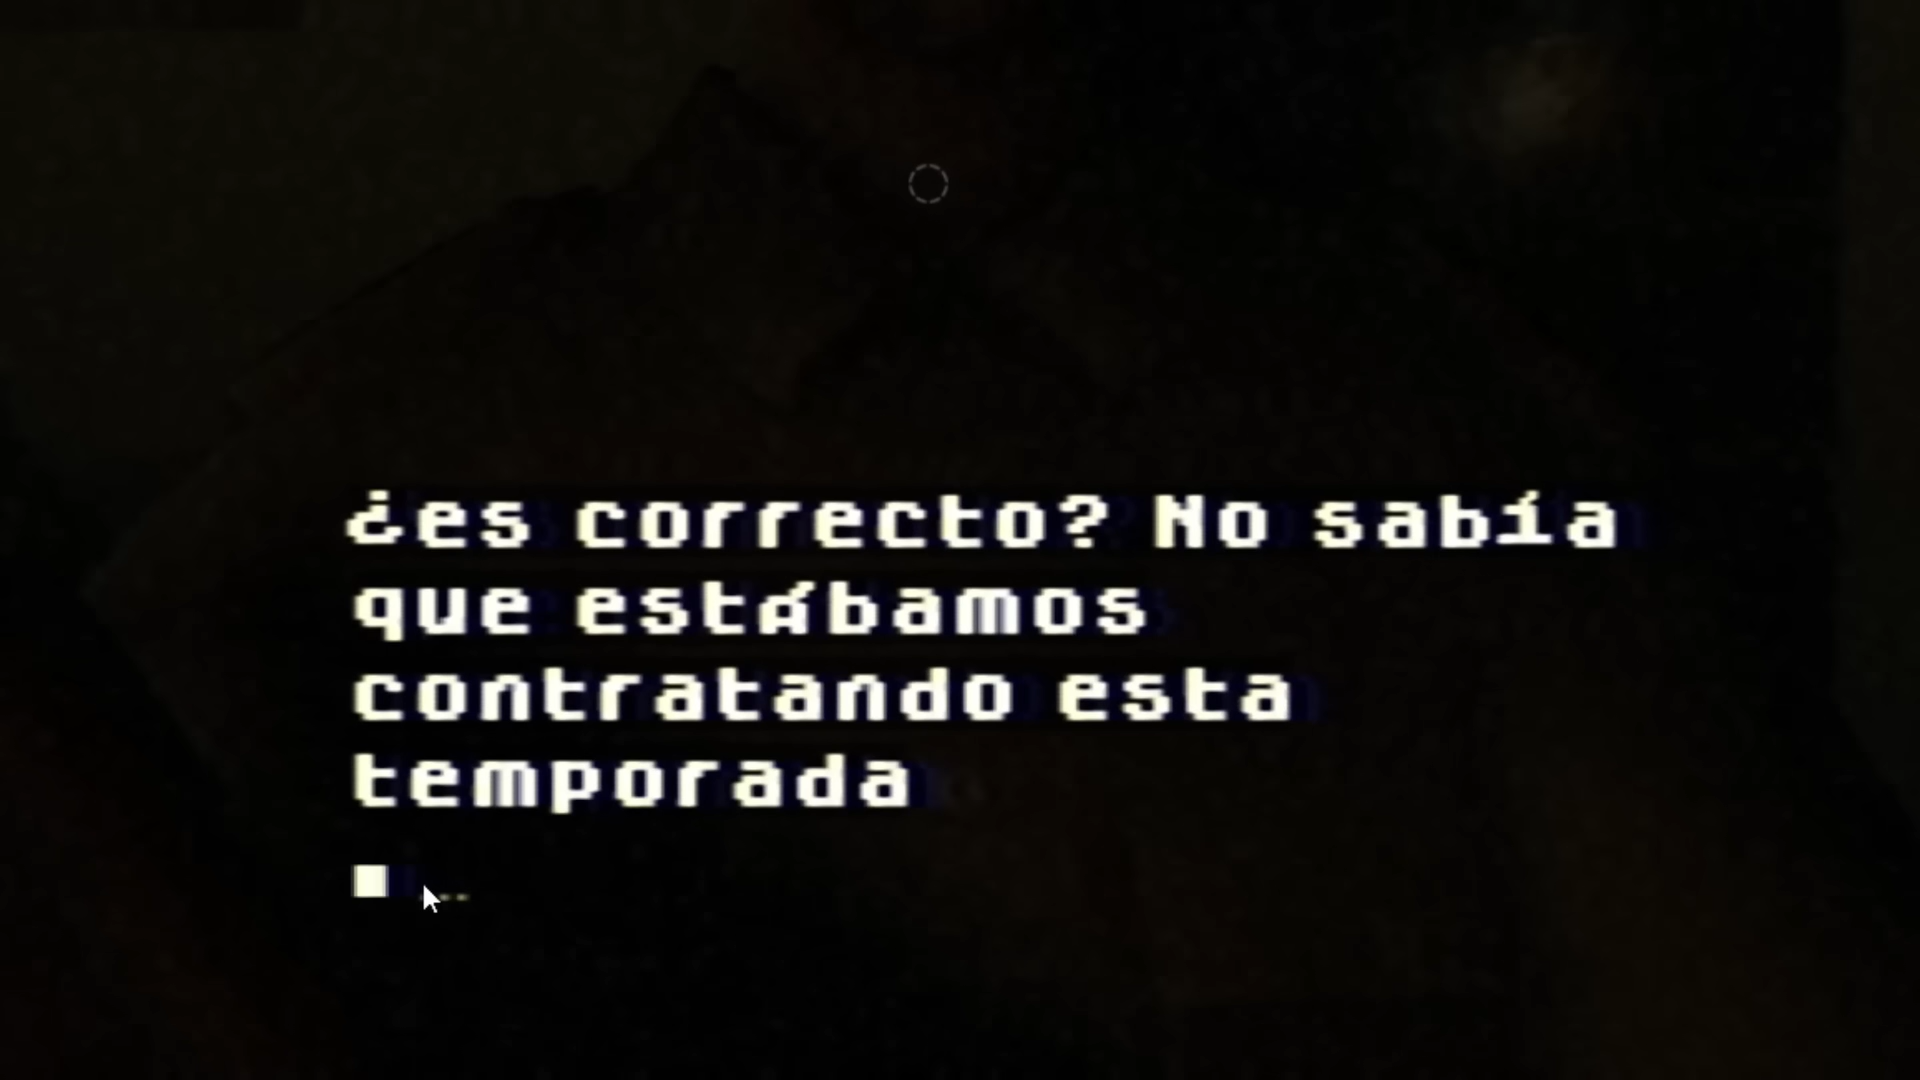 ¿es correcto? No sabía
que estábamos
contratando esta
temporada